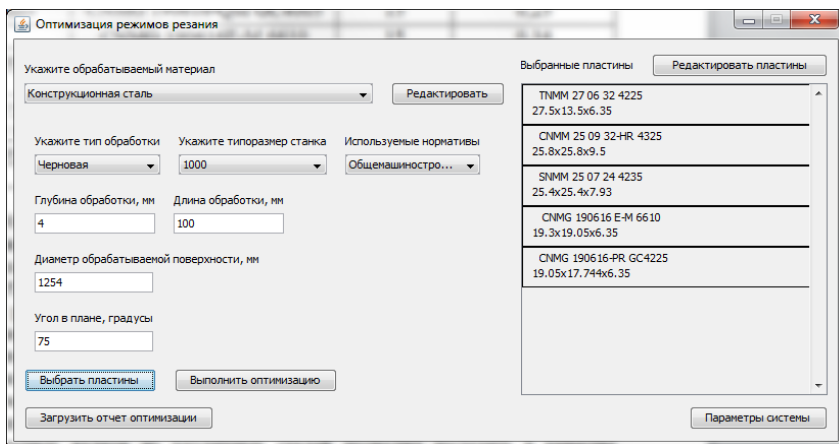 Оптимизация режимов резания
Укажите обрабатываемый материал
Конструкционная сталь
Редактировать
Укажите тип обработки Укажите типоразмер станка Используемые нормативы
Черновая 1000 Общемашиностро...
Глубина обработки, мм Длина обработки, мм
4 100
Диаметр обрабатываемой поверхности, мм
1254
Угол в плане, градусы
75
Выбрать пластины Выполнить оптимизацию
Загрузить отчет оптимизации
Выбранные пластины Редактировать пластины
TNMM 27 06 32 4225
27.5x13.5x6.35
CNMM 25 09 32-HR 4325
25.8x25.8x9.5
SNMM 25 07 24 4235
25.4x25.4x7.93
CNMG 190616 E-M 6610
19.3x19.05x6.35
CNMG 190616-PR GC4225
19.05x17.744x6.35
Параметры системы